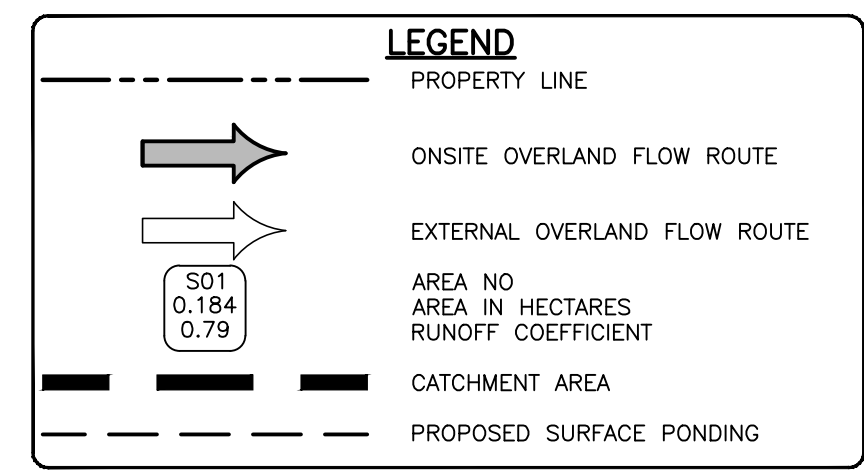 LEGEND
PROPERTY LINE
ONSITE OVERLAND FLOW ROUTE
EXTERNAL OVERLAND FLOW ROUTE
S01
0.184
0.79
AREA NO
AREA IN HECTARES
RUNOFF COEFFICIENT
CATCHMENT AREA
PROPOSED SURFACE PONDING